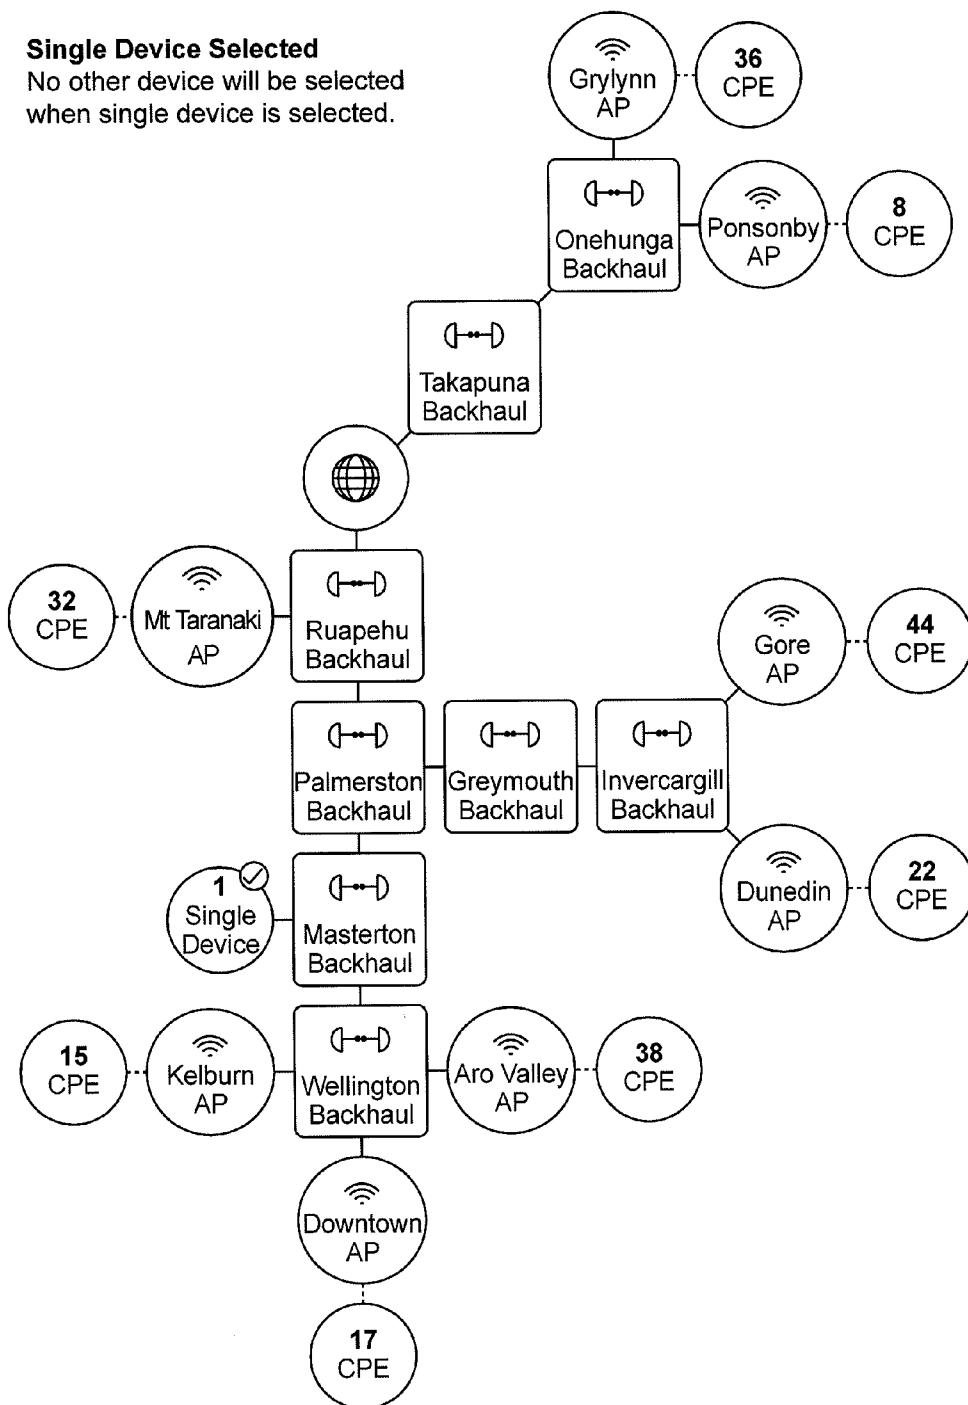 Single Device Selected
No other device will be selected
when single device is selected.
Grylynn
AP
36
CPE
Onehunga
Backhaul
Ponsonby
AP
8
CPE
Takapuna
Backhaul
32
CPE
Mt Taranaki
AP
Ruapehu
Backhaul
Gore
AP
44
CPE
Palmerston
Backhaul
Greymouth
Backhaul
Invercargill
Backhaul
1
Single
Device
Masterton
Backhaul
Dunedin
AP
22
CPE
15
CPE
Kelburn
AP
Wellington
Backhaul
Aro Valley
AP
38
CPE
Downtown
AP
17
CPE